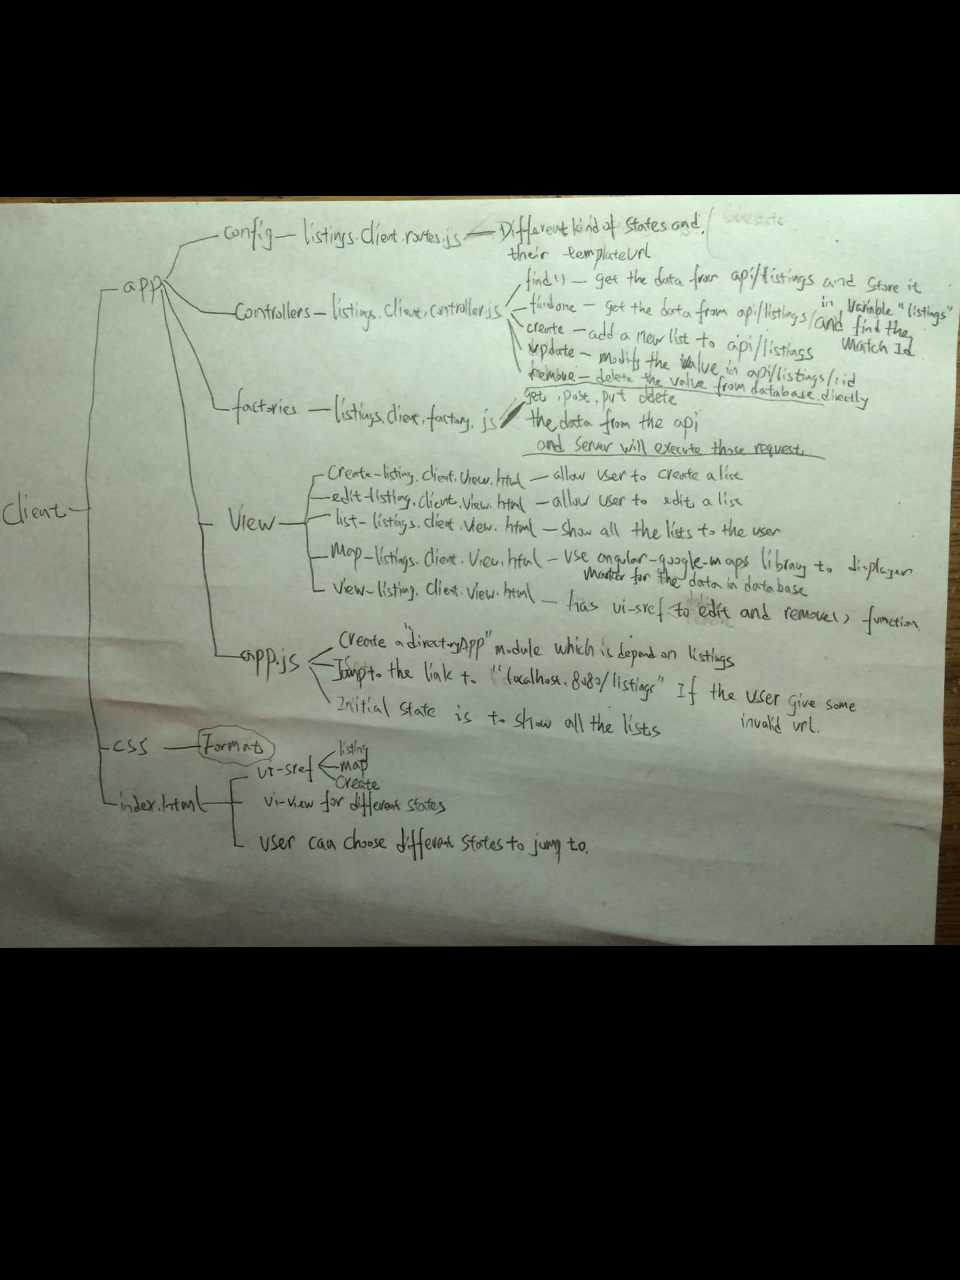 config — listings.client.routes.js — Different kind of states and
their templateUrl
app
find() — get the data from api/listings and store it
in variable "listings"
Controllers — listings.client.controller.js
findone — get the data from api/listings/and find the
match Id.
create — add a new list to api/listings
update — modify the value in api/listings/:id
remove — delete the value from database directly
factories — listings.client.factory.js
get, post, put delete
the data from the api
and server will execute those request.
Client
View
Create-listing.client.view.html — allow user to create a list
edit-listing.client.view.html — allow user to edit a list
list-listings.client.view.html — show all the lists to the user
Map-listings.client.view.html — use angular-google-maps library to
marker for the data in database
view-listing.client.view.html — has ui-sref to edit and remove() function
app.js
Create a "directoryApp" module which is depend on listings
Jump to the link to "localhost:8080/listings" If the user give some
invalid url.
Initial state is to show all the lists
css — Formats
index.html
ui-sref
listing
map
Create
ui-view for different states
user can choose different states to jump to.